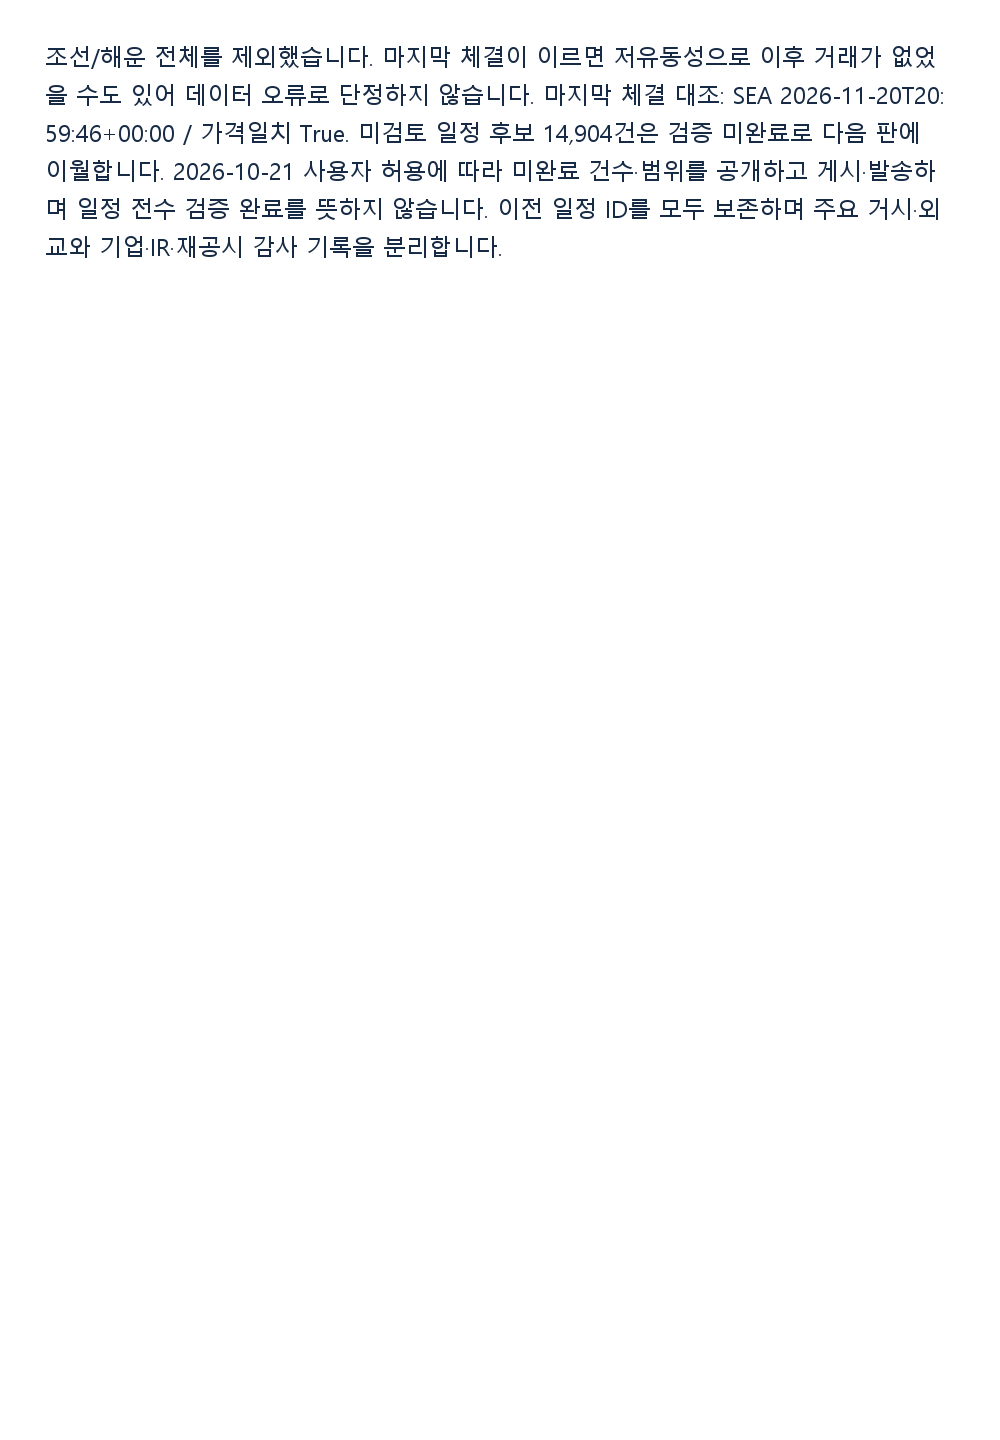 조선/해운 전체를 제외했습니다. 마지막 체결이 이르면 저유동성으로 이후 거래가 없었
을 수도 있어 데이터 오류로 단정하지 않습니다. 마지막 체결 대조: SEA 2026-11-20T20:
59:46+00:00 / 가격일치 True. 미검토 일정 후보 14,904건은 검증 미완료로 다음 판에
이월합니다. 2026-10-21 사용자 허용에 따라 미완료 건수·범위를 공개하고 게시·발송하
며 일정 전수 검증 완료를 뜻하지 않습니다. 이전 일정 ID를 모두 보존하며 주요 거시·외
교와 기업·IR·재공시 감사 기록을 분리합니다.